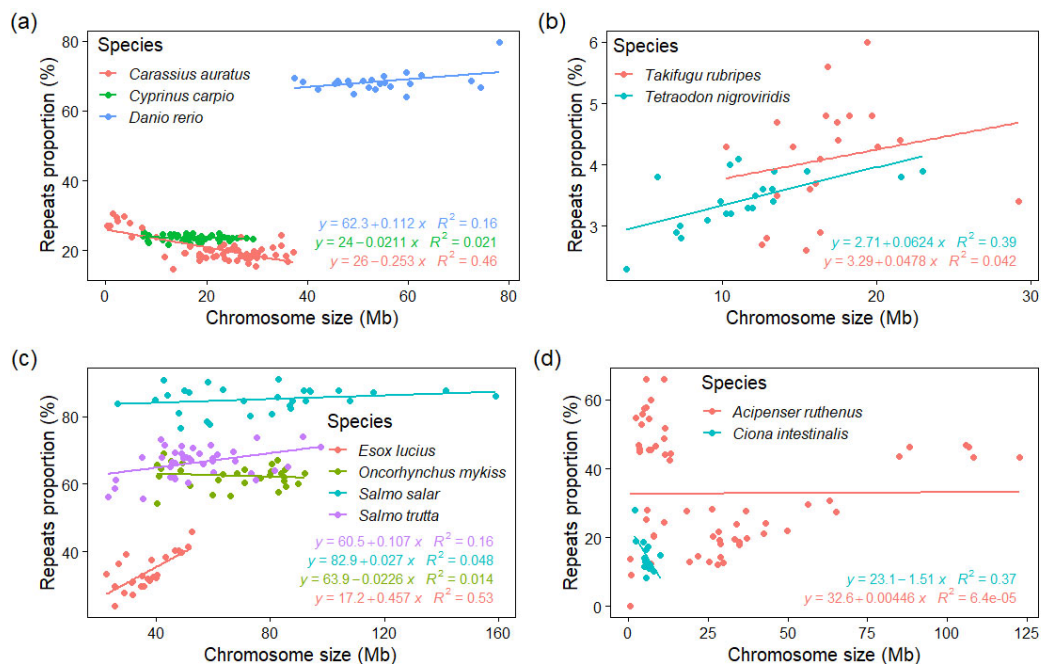 (a)
Species
Carassius auratus
Cyprinus carpio
Danio rerio
Repeats proportion (%)
80
60
40
20
y = 62.3+0.112 x R² = 0.16
y = 24−0.0211 x R² = 0.021
y = 26−0.253 x R² = 0.46
0 20 40 60 80
Chromosome size (Mb)
(b)
Species
Takifugu rubripes
Tetraodon nigroviridis
Repeats proportion (%)
6
5
4
3
y = 2.71+0.0624 x R² = 0.39
y = 3.29+0.0478 x R² = 0.042
10 20 30
Chromosome size (Mb)
(c)
Species
Esox lucius
Oncorhynchus mykiss
Salmo salar
Salmo trutta
Repeats proportion (%)
80
60
40
y = 60.5+0.107 x R² = 0.16
y = 82.9+0.027 x R² = 0.048
y = 63.9−0.0226 x R² = 0.014
y = 17.2+0.457 x R² = 0.53
40 80 120 160
Chromosome size (Mb)
(d)
Species
Acipenser ruthenus
Ciona intestinalis
Repeats proportion (%)
60
40
20
0
y = 23.1−1.51 x R² = 0.37
y = 32.6+0.00446 x R² = 6.4e-05
0 25 50 75 100 125
Chromosome size (Mb)